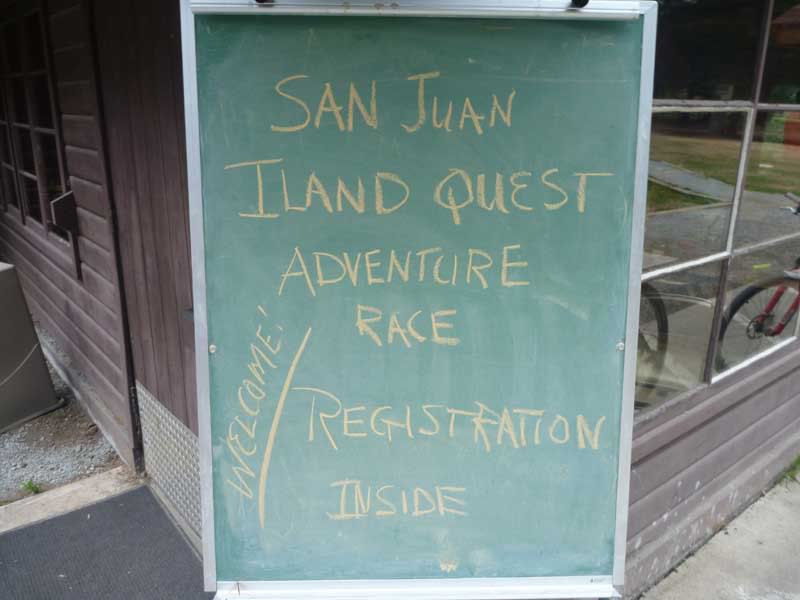 SAN JUAN
ILAND QUEST
ADVENTURE
RACE
WELCOME!
REGISTRATION
INSIDE